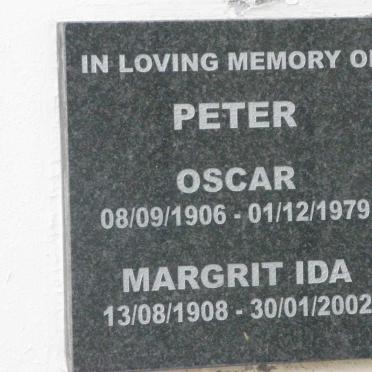 IN LOVING MEMORY OF
PETER
OSCAR
08/09/1906 - 01/12/1979
MARGRIT IDA
13/08/1908 - 30/01/2002